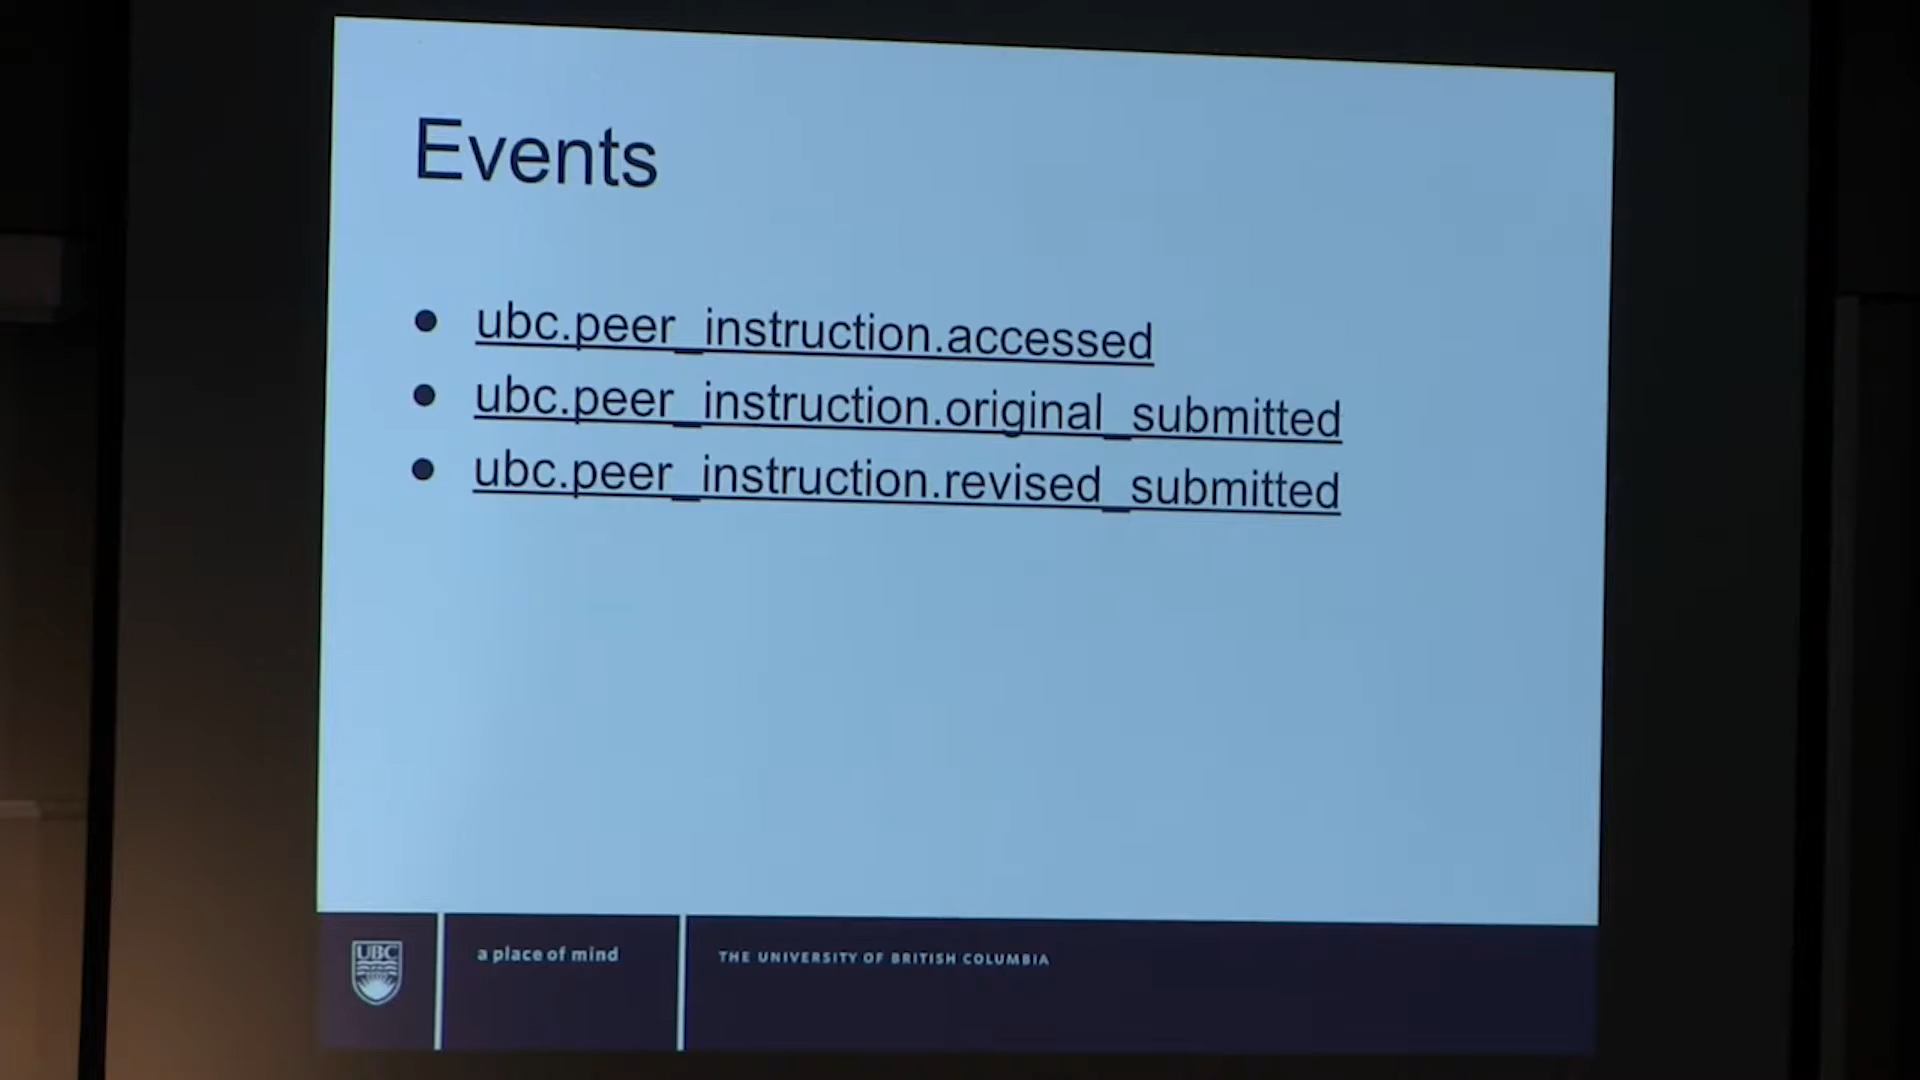 Events
● ubc.peer_instruction.accessed
● ubc.peer_instruction.original_submitted
● ubc.peer_instruction.revised_submitted
UBC
a place of mind
THE UNIVERSITY OF BRITISH COLUMBIA